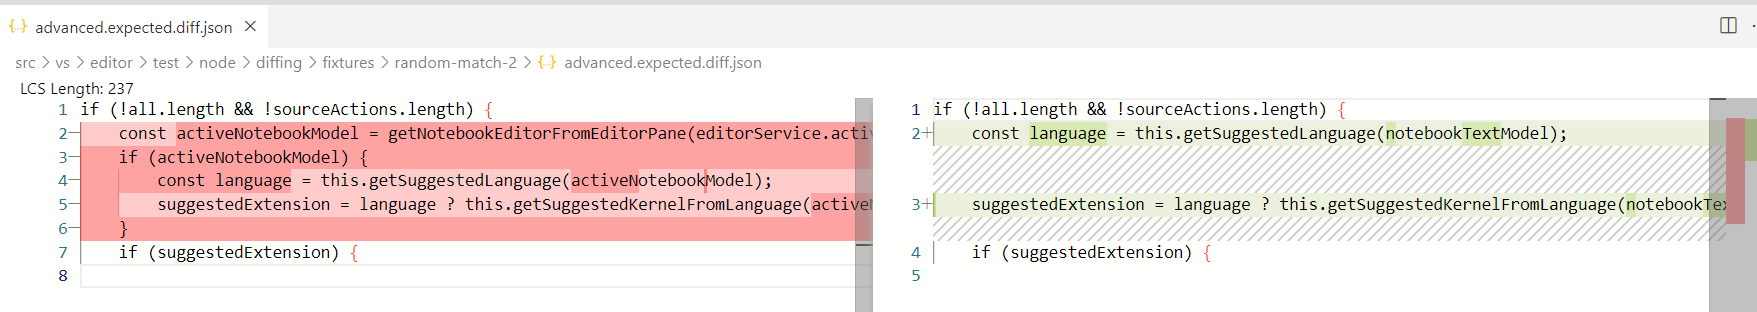 advanced.expected.diff.json
src > vs > editor > test > node > diffing > fixtures > random-match-2 > {..} advanced.expected.diff.json
LCS Length: 237
1 if (!all.length && !sourceActions.length) {
2 const activeNotebookModel = getNotebookEditorFromEditorPane(editorService.activ
3 if (activeNotebookModel) {
4 const language = this.getSuggestedLanguage(activeNotebookModel);
5 suggestedExtension = language ? this.getSuggestedKernelFromLanguage(active
6 }
7 if (suggestedExtension) {
8
1 if (!all.length && !sourceActions.length) {
2+ const language = this.getSuggestedLanguage(notebookTextModel);
3+ suggestedExtension = language ? this.getSuggestedKernelFromLanguage(notebookTex
4 if (suggestedExtension) {
5